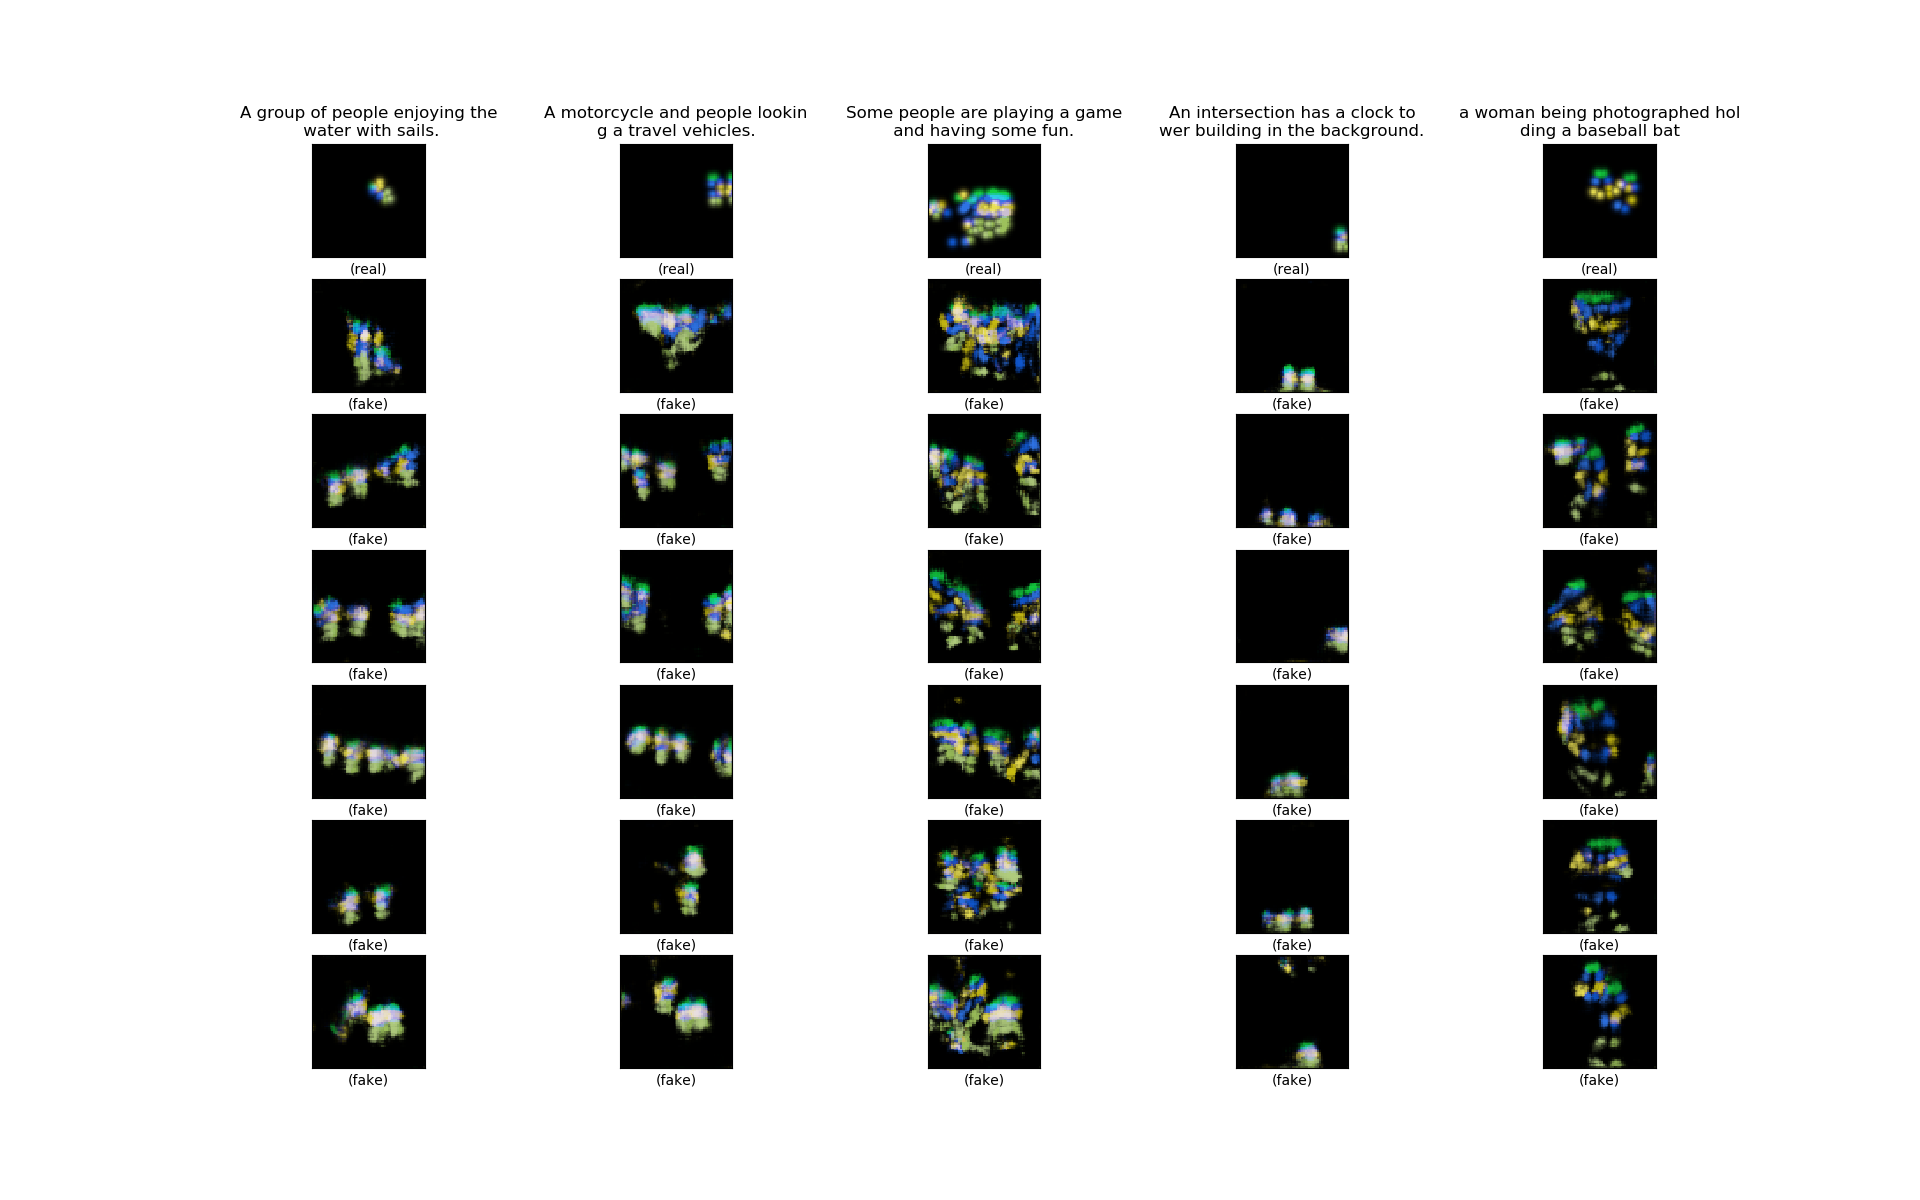 A group of people enjoying the
water with sails.
A motorcycle and people lookin
g a travel vehicles.
Some people are playing a game
and having some fun.
An intersection has a clock to
wer building in the background.
a woman being photographed hol
ding a baseball bat
(real) (real) (real) (real) (real)
(fake) (fake) (fake) (fake) (fake)
(fake) (fake) (fake) (fake) (fake)
(fake) (fake) (fake) (fake) (fake)
(fake) (fake) (fake) (fake) (fake)
(fake) (fake) (fake) (fake) (fake)
(fake) (fake) (fake) (fake) (fake)